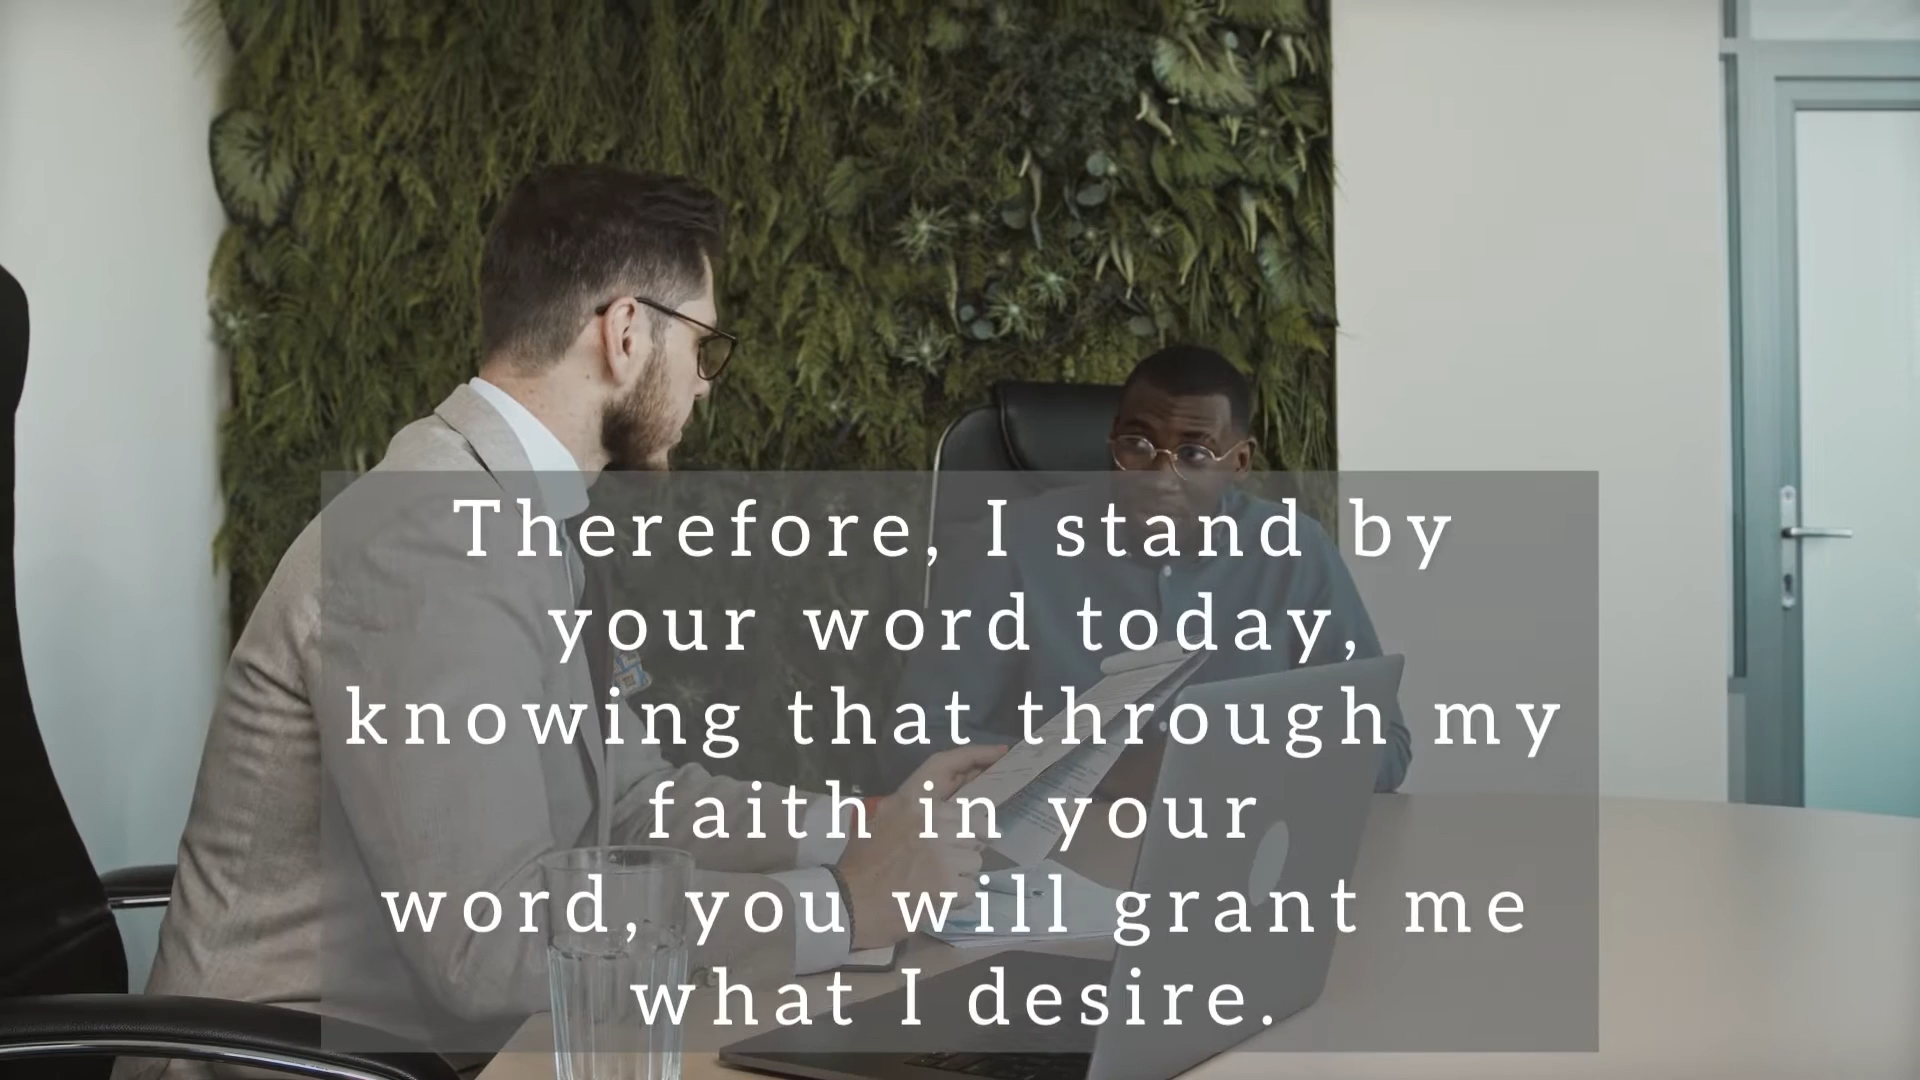 Therefore, I stand by
your word today,
knowing that through my
faith in your
word, you will grant me
what I desire.